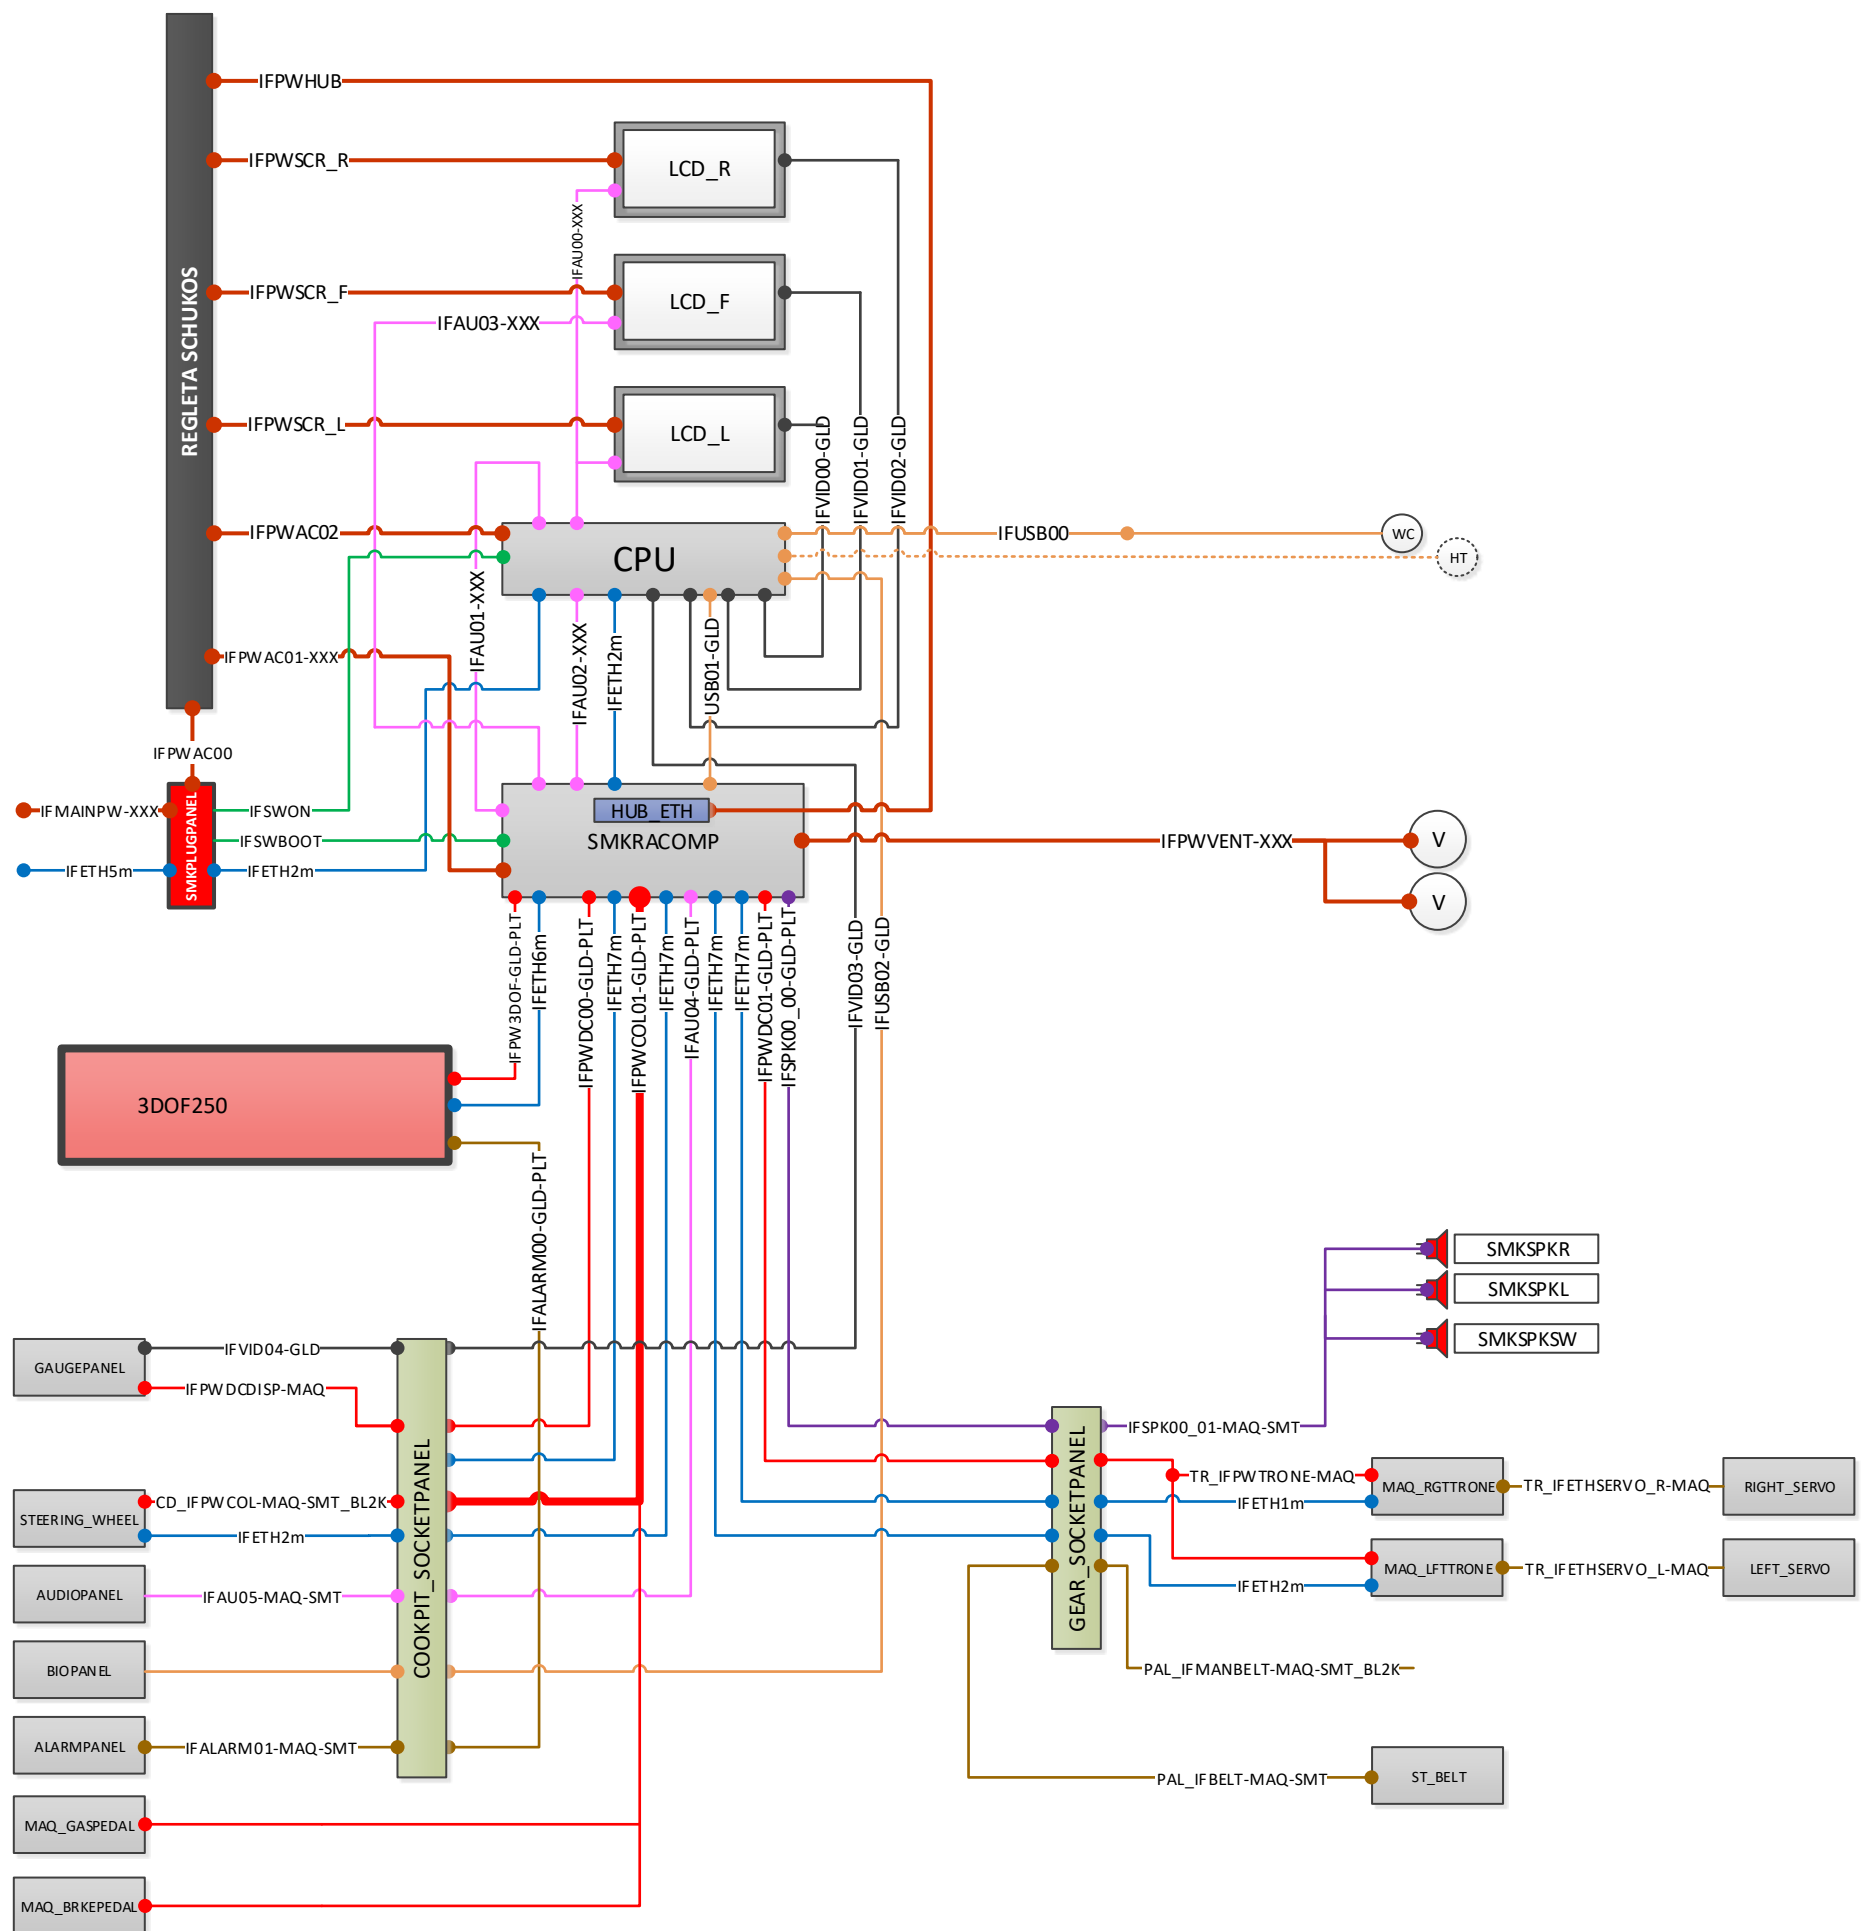 IFPWHUB
IFPWSCR_R
LCD_R
IFAU00-XXX
REGLETA SCHUKOS
IFPWSCR_F
LCD_F
IFAU03-XXX
IFPWSCR_L
LCD_L
IFVID00-GLD
IFVID01-GLD
IFVID02-GLD
IFPWAC02
CPU
IFUSB00
WC
HT
IFAU01-XXX
IFPWAC01-XXX
IFAU02-XXX
IFETH2m
USB01-GLD
IFPWAC00
IFMAINPW-XXX
SMKPLUGPANEL
IFSWON
HUB_ETH
IFSWBOOT
SMKRACOMP
IFPWVENT-XXX
V
IFETH5m
IFETH2m
V
IFPW3DOF-GLD-PLT
IFETH6m
IFPWDC00-GLD-PLT
IFETH7m
IFPWCOL01-GLD-PLT
IFETH7m
IFAU04-GLD-PLT
IFETH7m
IFETH7m
IFPWDC01-GLD-PLT
IFSPK00_00-GLD-PLT
IFVID03-GLD
IFUSB02-GLD
3DOF250
IFALARM00-GLD-PLT
SMKSPKR
SMKSPKL
SMKSPKSW
GAUGEPANEL
IFVID04-GLD
IFPWDCDISP-MAQ
COOKPIT_SOCKETPANEL
GEAR_SOCKETPANEL
IFSPK00_01-MAQ-SMT
TR_IFPWTRONE-MAQ
MAQ_RGTTRONE
TR_IFETHSERVO_R-MAQ
RIGHT_SERVO
IFETH1m
STEERING_WHEEL
CD_IFPWCOL-MAQ-SMT_BL2K
IFETH2m
MAQ_LFTTRONE
TR_IFETHSERVO_L-MAQ
LEFT_SERVO
IFETH2m
AUDIOPANEL
IFAU05-MAQ-SMT
BIOPANEL
PAL_IFMANBELT-MAQ-SMT_BL2K
ALARMPANEL
IFALARM01-MAQ-SMT
PAL_IFBELT-MAQ-SMT
ST_BELT
MAQ_GASPEDAL
MAQ_BRKEPEDAL